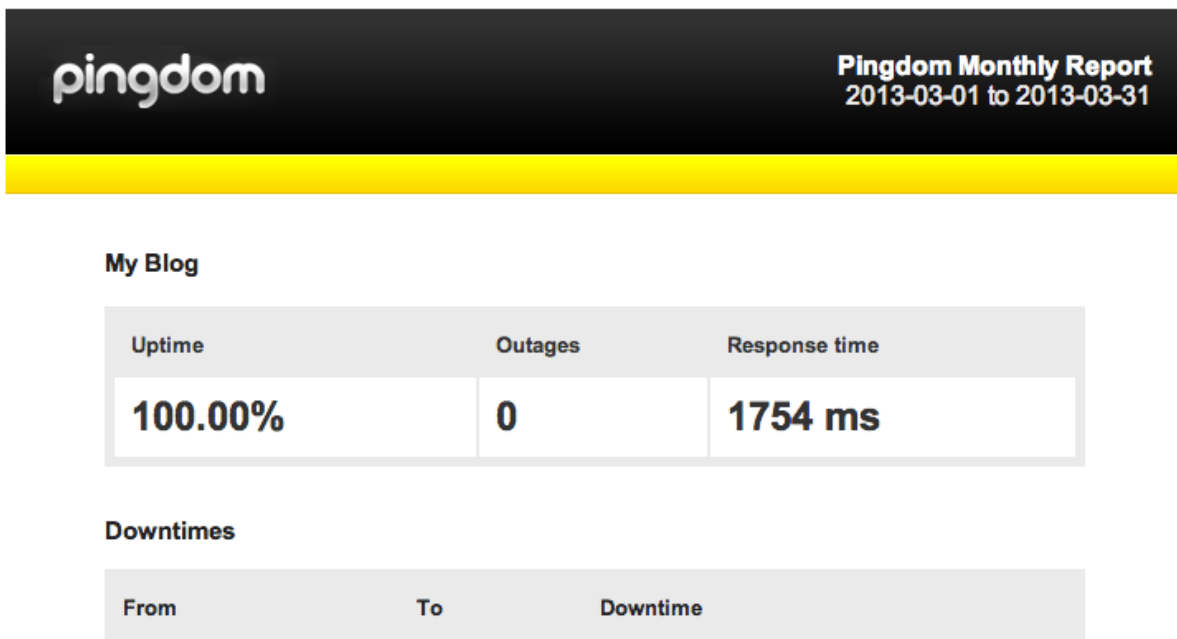 pingdom
Pingdom Monthly Report
2013-03-01 to 2013-03-31
My Blog
Uptime Outages Response time
100.00% 0 1754 ms
Downtimes
From To Downtime